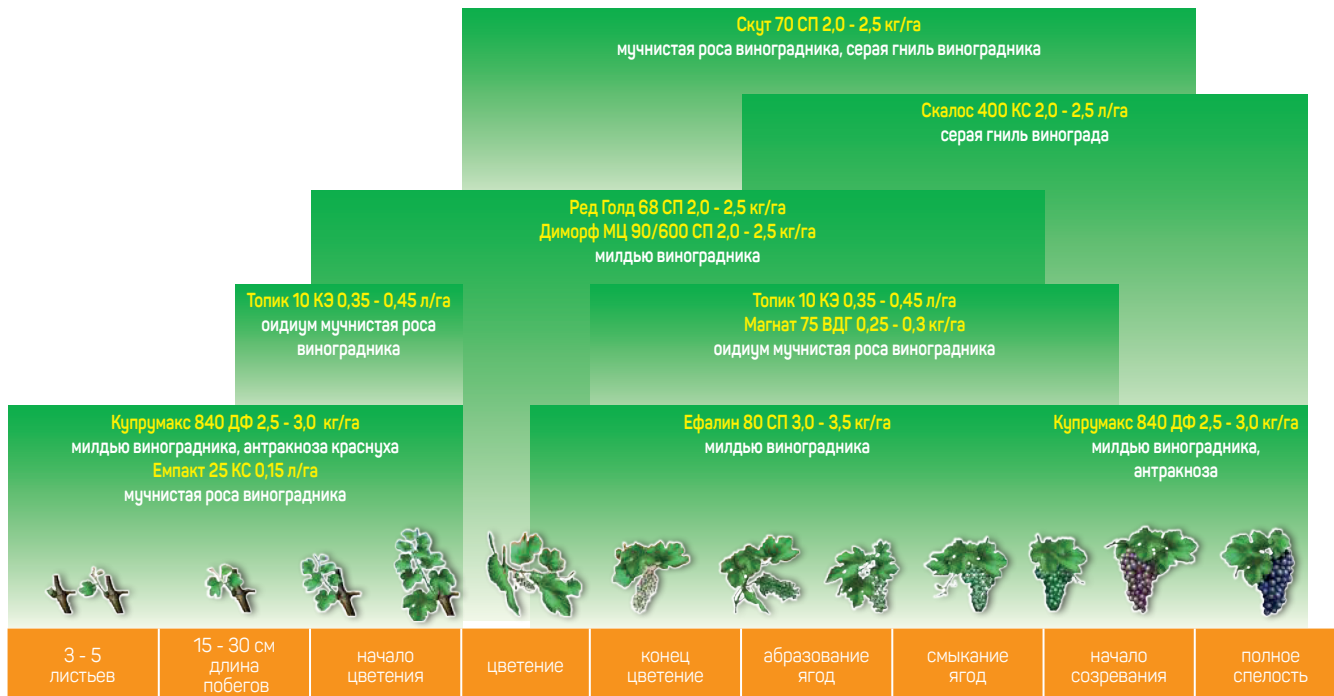 Скут 70 СП 2,0 - 2,5 кг/га
мучнистая роса виноградника, серая гниль виноградника
Скалос 400 КС 2,0 - 2,5 л/га
серая гниль винограда
Ред Голд 68 СП 2,0 - 2,5 кг/га
Диморф МЦ 90/600 СП 2,0 - 2,5 кг/га
милдью виноградника
Топик 10 КЭ 0,35 - 0,45 л/га
оидиум мучнистая роса
виноградника
Топик 10 КЭ 0,35 - 0,45 л/га
Магнат 75 ВДГ 0,25 - 0,3 кг/га
оидиум мучнистая роса виноградника
Купрумакс 840 ДФ 2,5 - 3,0 кг/га
милдью виноградника, антракноза краснуха
Емпакт 25 КС 0,15 л/га
мучнистая роса виноградника
Ефалин 80 СП 3,0 - 3,5 кг/га
милдью виноградника
Купрумакс 840 ДФ 2,5 - 3,0 кг/га
милдью виноградника,
антракноза
3 - 5
листьев
15 - 30 см
длина
побегов
начало
цветения
цветение
конец
цветение
абразование
ягод
смыкание
ягод
начало
созревания
полное
спелость